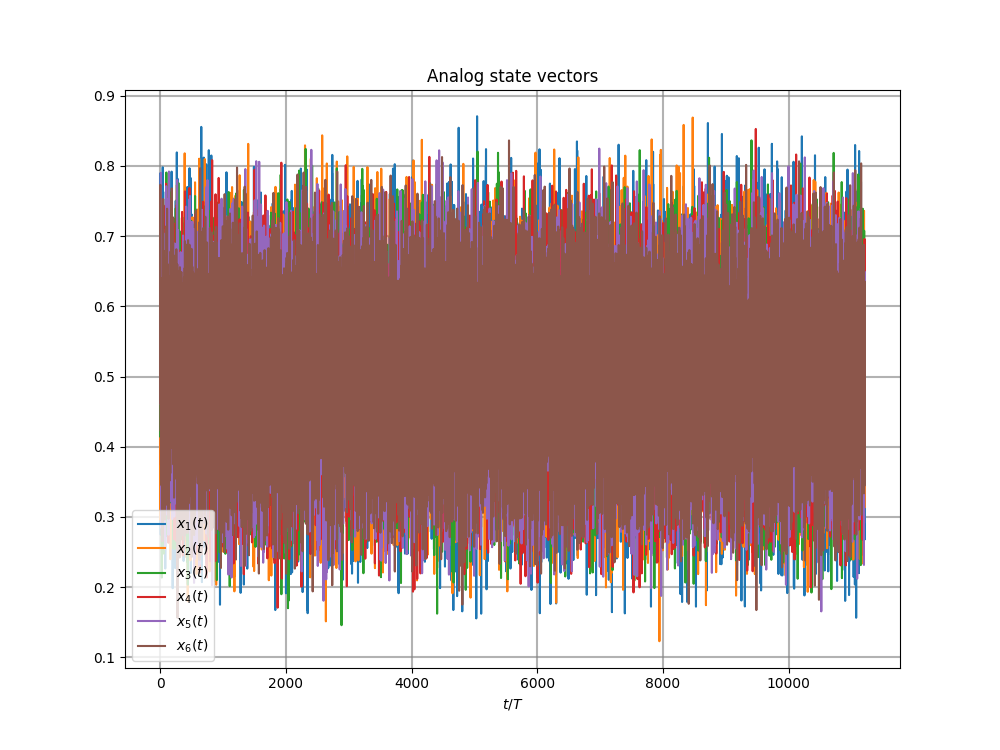 Analog state vectors
0.9
0.8
0.7
0.6
0.5
0.4
0.3
0.2
0.1
x₁(t)
x₂(t)
x₃(t)
x₄(t)
x₅(t)
x₆(t)
0 2000 4000 6000 8000 10000
t/T